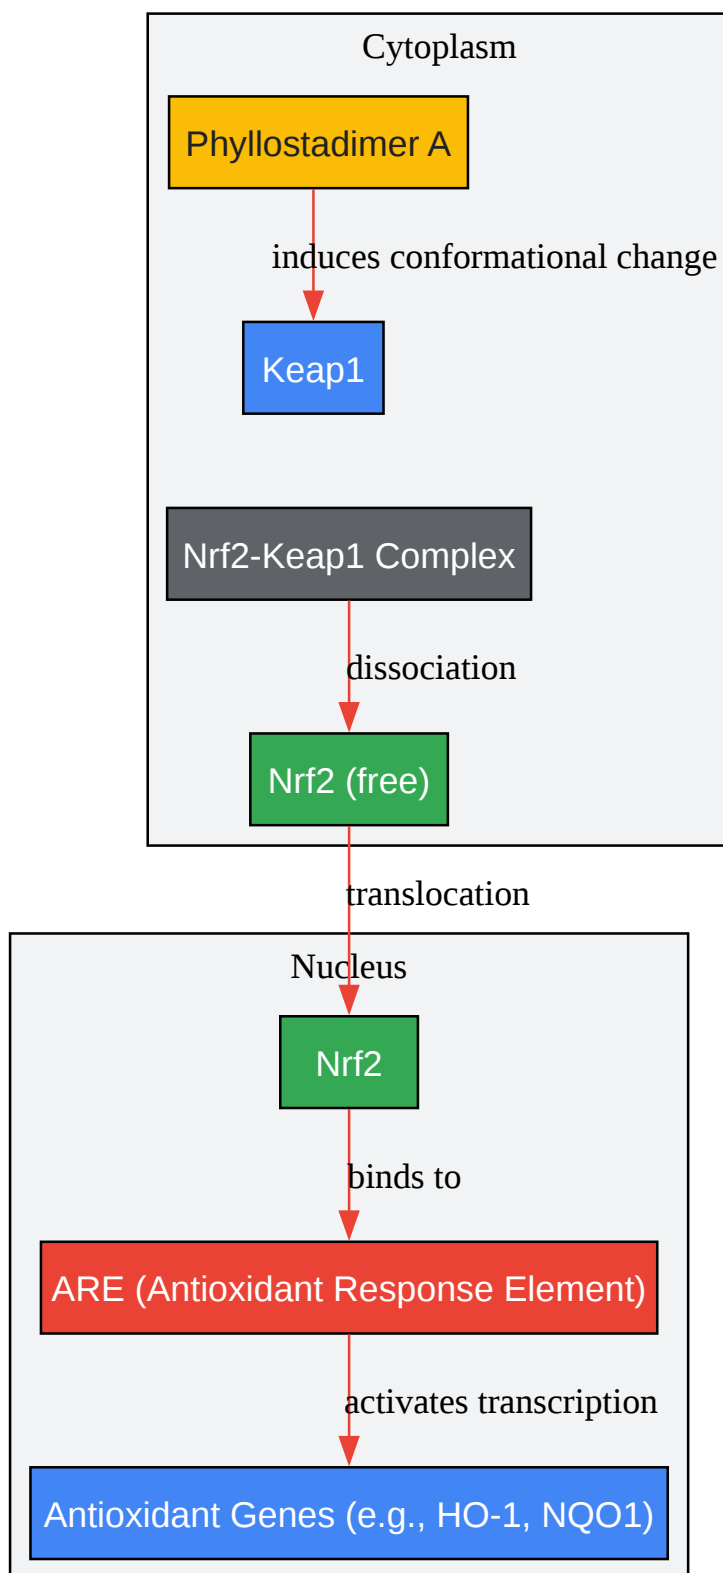 Cytoplasm
Phyllostadimer A
induces conformational change
Keap1
Nrf2-Keap1 Complex
dissociation
Nrf2 (free)
translocation
Nucleus
Nrf2
binds to
ARE (Antioxidant Response Element)
activates transcription
Antioxidant Genes (e.g., HO-1, NQO1)